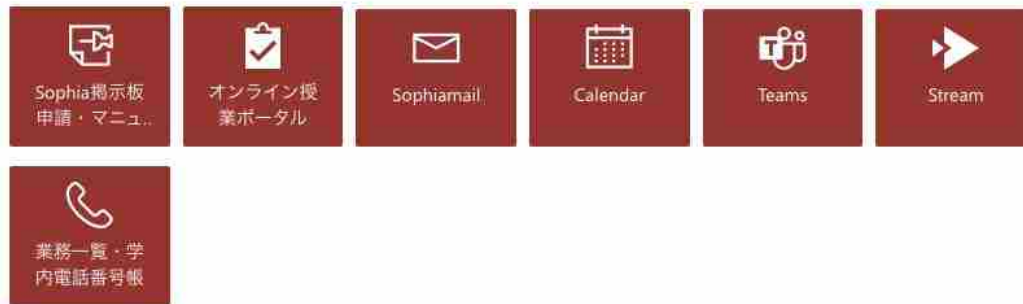 Sophia掲示板
申請・マニュ..
オンライン授
業ポータル
Sophiamail
Calendar
Teams
Stream
業務一覧・学
内電話番号帳